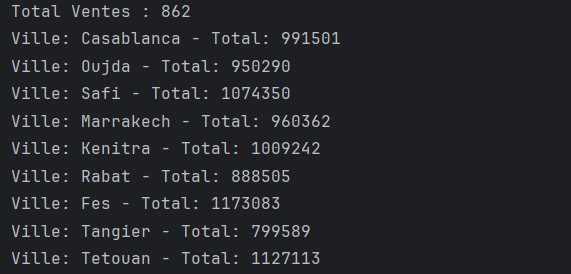 Total Ventes : 862
Ville: Casablanca - Total: 991501
Ville: Oujda - Total: 950290
Ville: Safi - Total: 1074350
Ville: Marrakech - Total: 960362
Ville: Kenitra - Total: 1009242
Ville: Rabat - Total: 888505
Ville: Fes - Total: 1173083
Ville: Tangier - Total: 799589
Ville: Tetouan - Total: 1127113